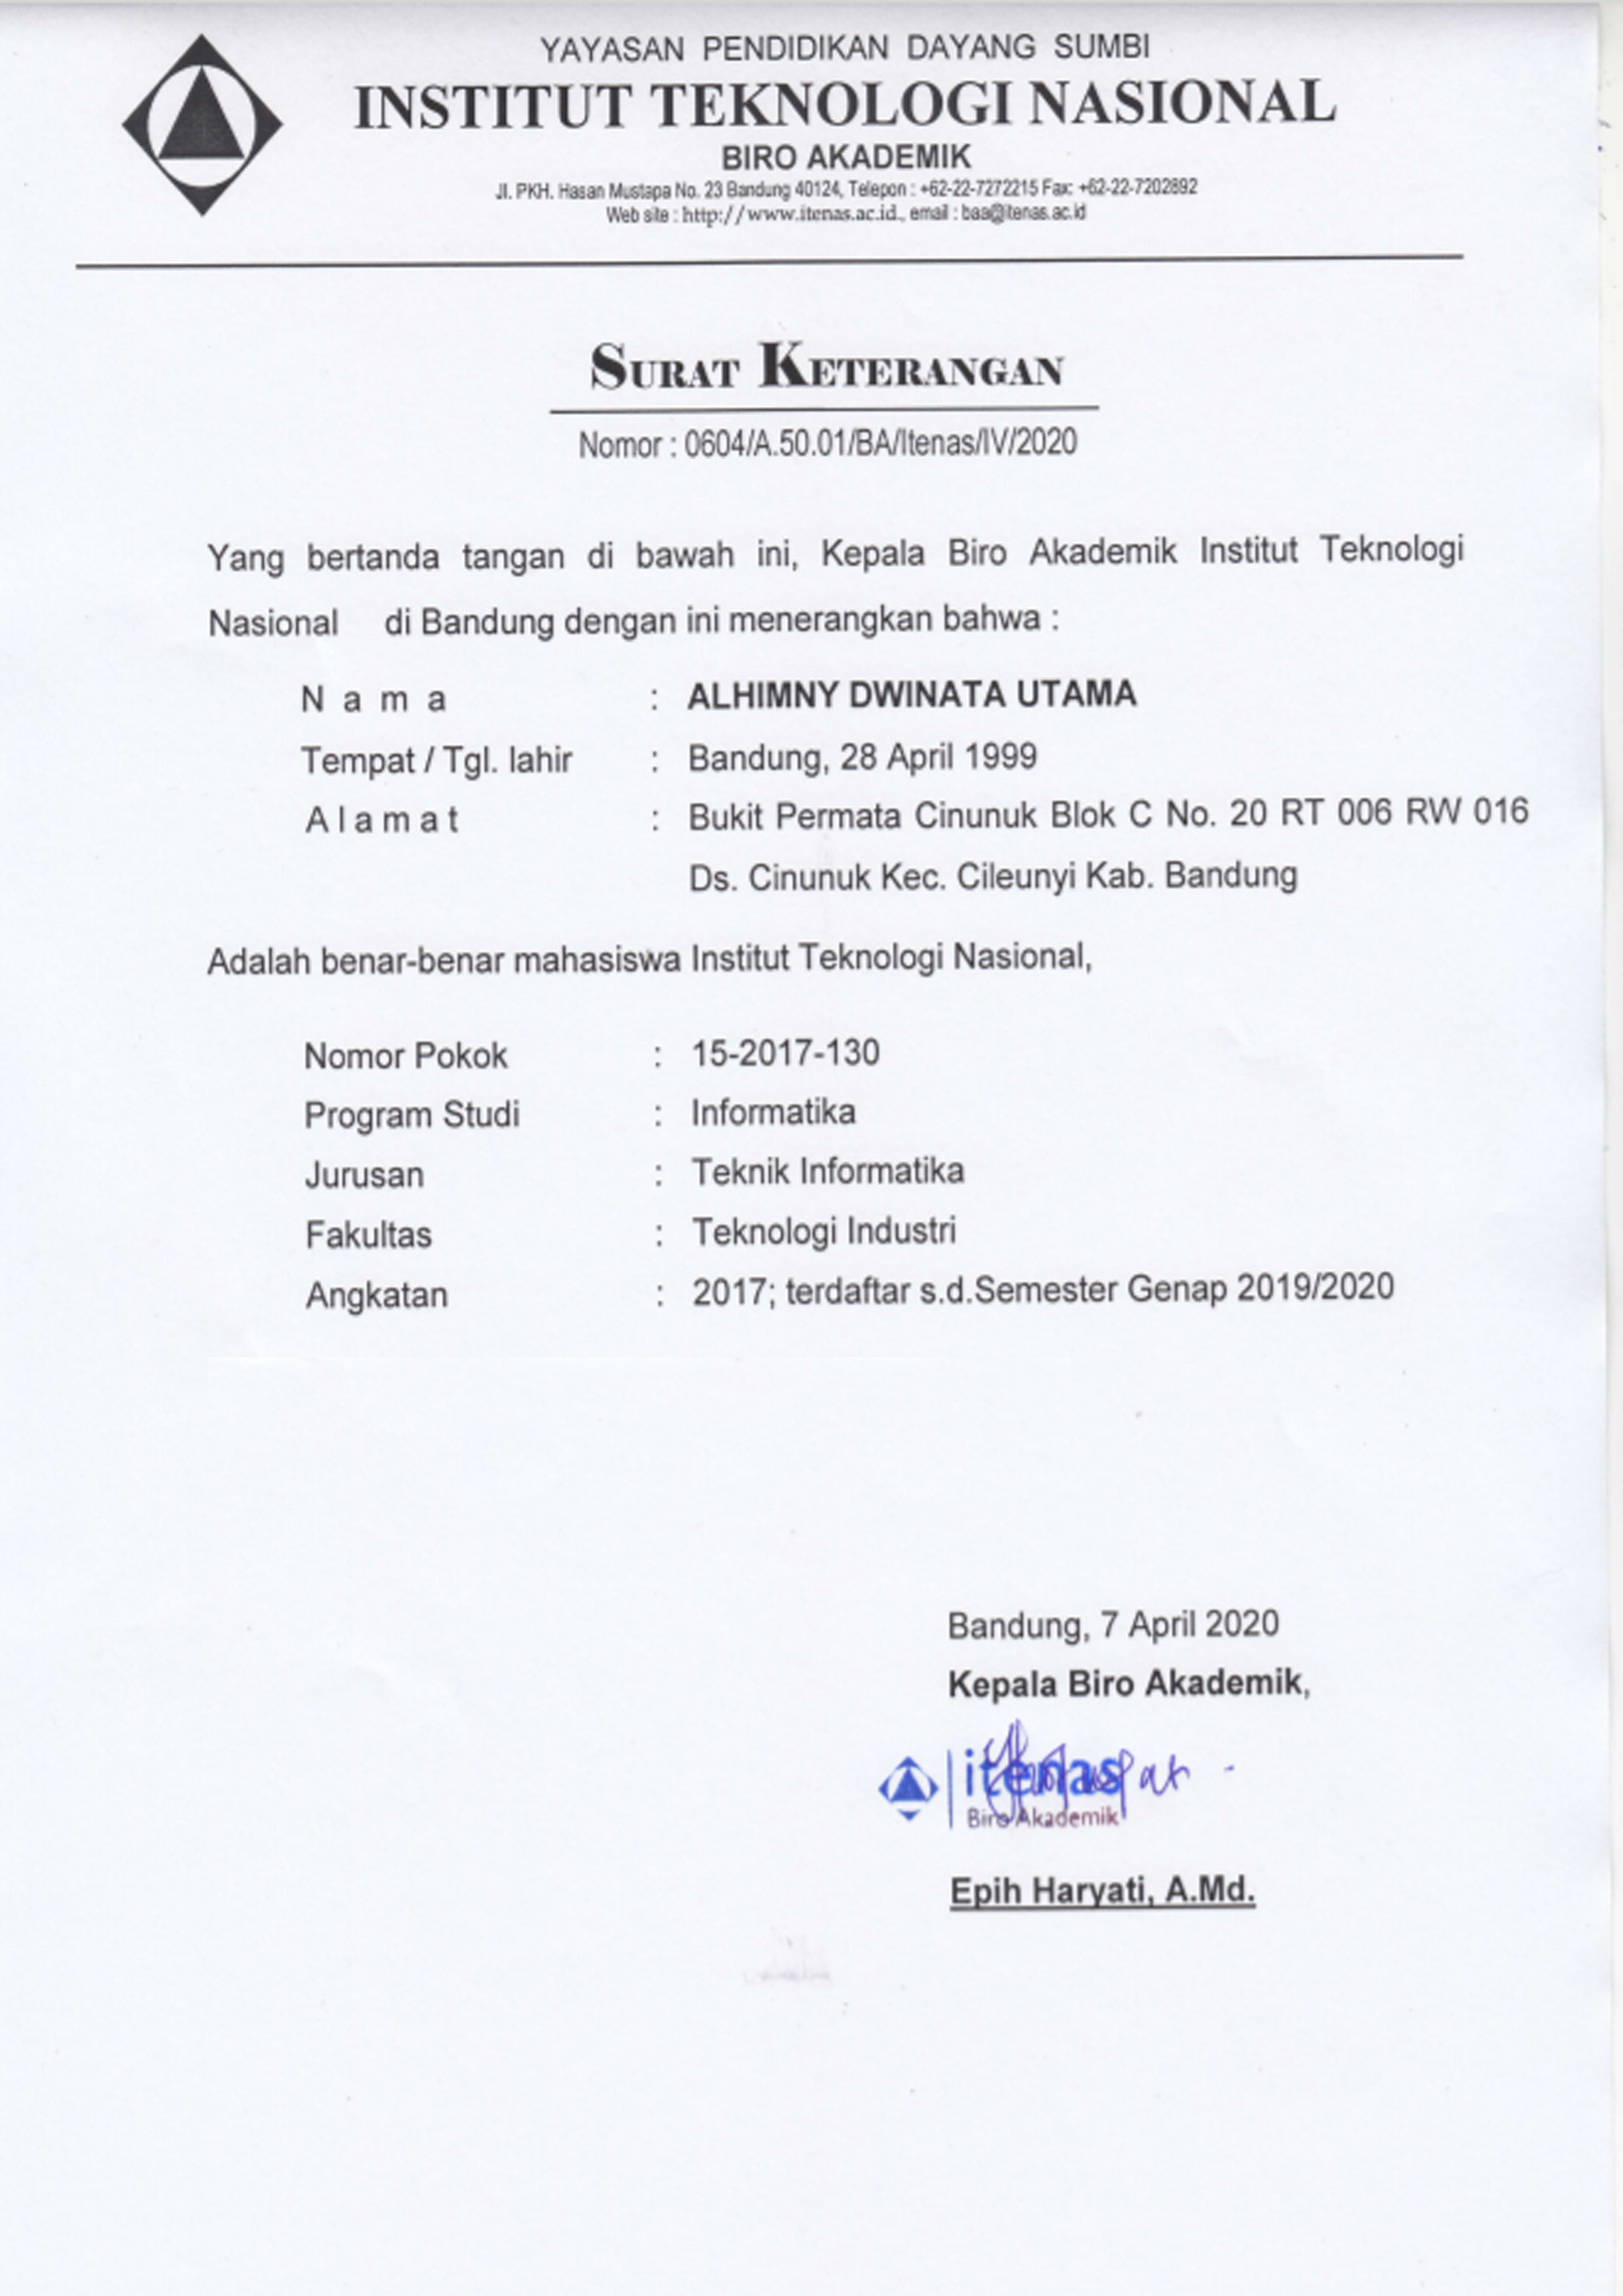 YAYASAN PENDIDIKAN DAYANG SUMBI
INSTITUT TEKNOLOGI NASIONAL
BIRO AKADEMIK
Jl. PKH. Hasan Mustapa No. 23 Bandung 40124, Telepon : +62-22-7272215 Fax: +62-22-7202892
Web site : http://www.itenas.ac.id., email : baa@itenas.ac.id
SURAT KETERANGAN
Nomor : 0604/A.50.01/BA/Itenas/IV/2020
Yang bertanda tangan di bawah ini, Kepala Biro Akademik Institut Teknologi
Nasional di Bandung dengan ini menerangkan bahwa :
N a m a : ALHIMNY DWINATA UTAMA
Tempat / Tgl. lahir : Bandung, 28 April 1999
A l a m a t : Bukit Permata Cinunuk Blok C No. 20 RT 006 RW 016
Ds. Cinunuk Kec. Cileunyi Kab. Bandung
Adalah benar-benar mahasiswa Institut Teknologi Nasional,
Nomor Pokok : 15-2017-130
Program Studi : Informatika
Jurusan : Teknik Informatika
Fakultas : Teknologi Industri
Angkatan : 2017; terdaftar s.d.Semester Genap 2019/2020
Bandung, 7 April 2020
Kepala Biro Akademik,
itenas
Biro Akademik
Epih Haryati, A.Md.